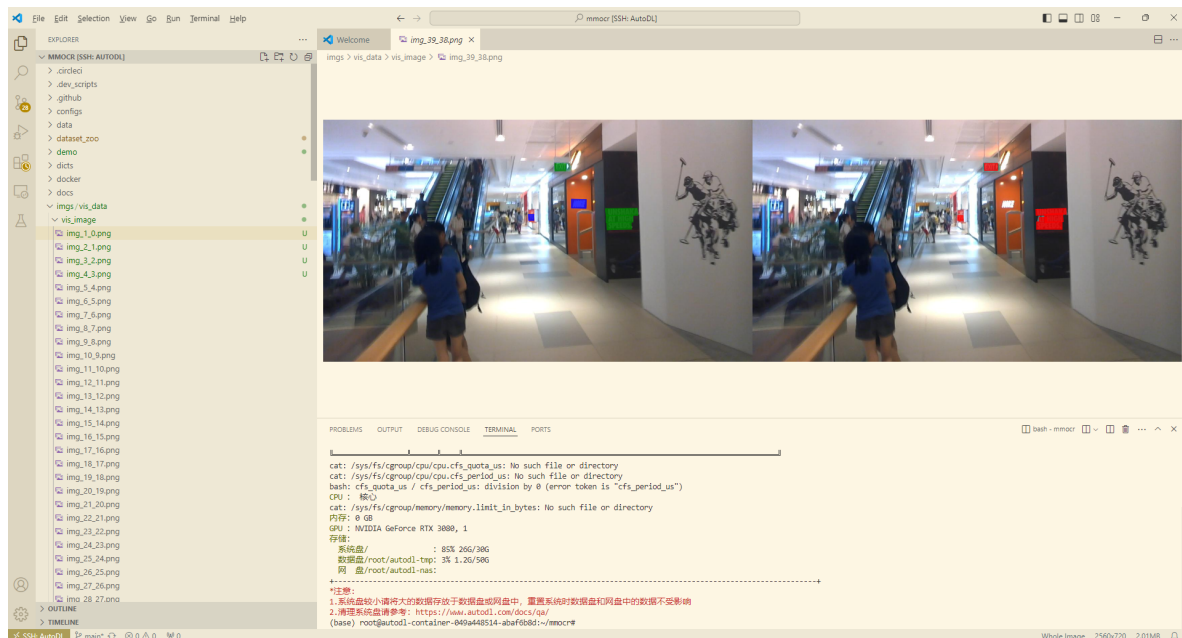 File Edit Selection View Go Run Terminal Help
mmocr [SSH: AutoDL]
EXPLORER
MMOCR [SSH: AUTODL]
.circleci
.dev_scripts
.github
configs
data
dataset_zoo
demo
dicts
docker
docs
imgs/vis_data
vis_image
img_1_0.png U
img_2_1.png U
img_3_2.png U
img_4_3.png U
img_5_4.png
img_6_5.png
img_7_6.png
img_8_7.png
img_9_8.png
img_10_9.png
img_11_10.png
img_12_11.png
img_13_12.png
img_14_13.png
img_15_14.png
img_16_15.png
img_17_16.png
img_18_17.png
img_19_18.png
img_20_19.png
img_21_20.png
img_22_21.png
img_23_22.png
img_24_23.png
img_25_24.png
img_26_25.png
img_27_26.png
img_28_27.png
OUTLINE
TIMELINE
Welcome img_39_38.png
imgs > vis_data > vis_image > img_39_38.png
PROBLEMS OUTPUT DEBUG CONSOLE TERMINAL PORTS
bash - mmocr
cat: /sys/fs/cgroup/cpu/cpu.cfs_quota_us: No such file or directory
cat: /sys/fs/cgroup/cpu/cpu.cfs_period_us: No such file or directory
bash: cfs_quota_us / cfs_period_us: division by 0 (error token is "cfs_period_us")
CPU : 核心
cat: /sys/fs/cgroup/memory/memory.limit_in_bytes: No such file or directory
内存: 0 GB
GPU : NVIDIA GeForce RTX 3080, 1
存储:
系统盘/ : 85% 26G/30G
数据盘/root/autodl-tmp: 3% 1.2G/50G
网 盘/root/autodl-nas:
*注意:
1.系统盘较小请将大的数据存放于数据盘或网盘中，重置系统时数据盘和网盘中的数据不受影响
2.清理系统盘请参考: https://www.autodl.com/docs/qa/
(base) root@autodl-container-049a448514-abaf6b8d:~/mmocr#
SSH: AutoDL main* 0 0 0 Whole Image 2560x720 2.01MB